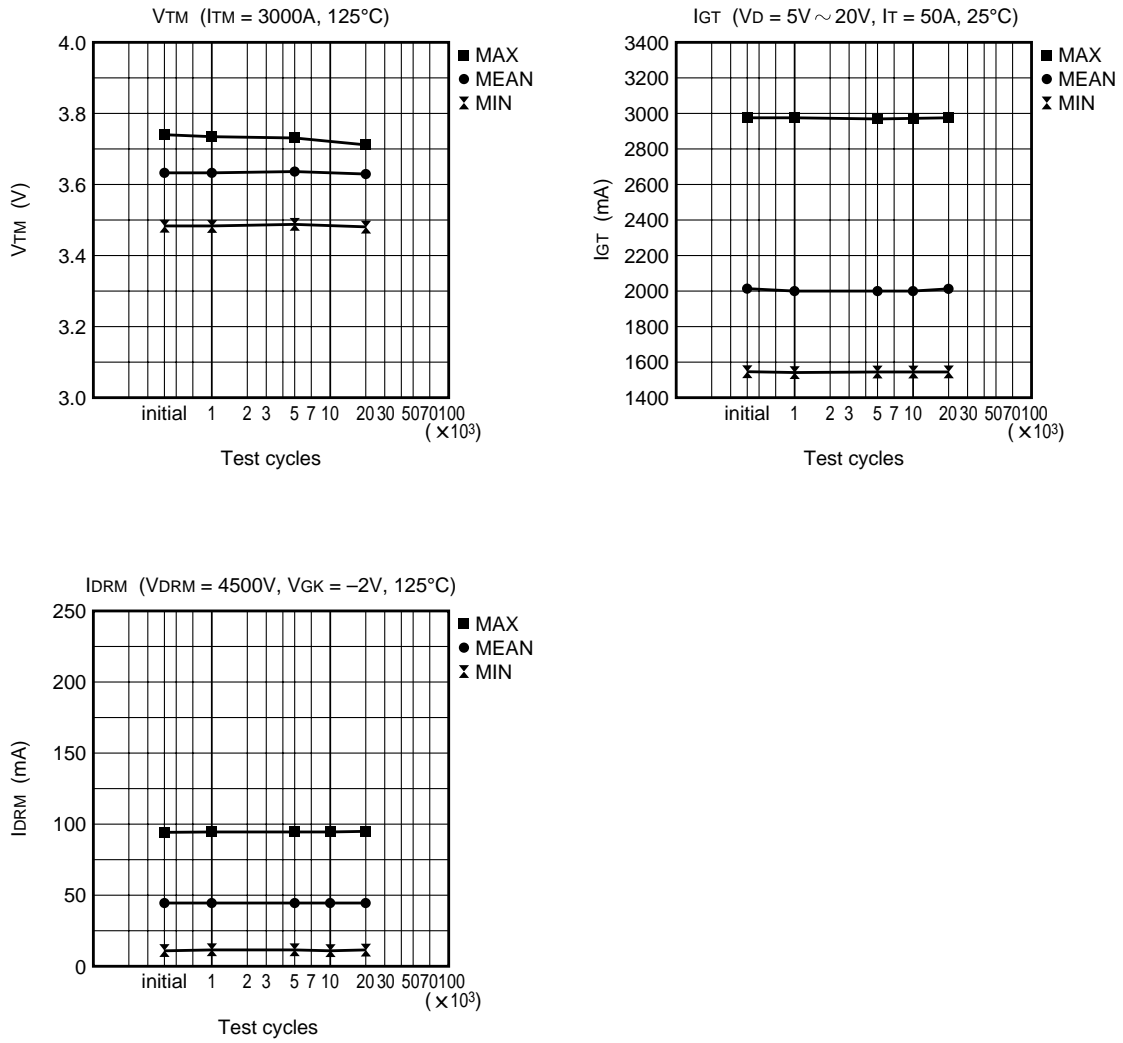 VTM (ITM = 3000A, 125°C)
4.0
3.8
3.6
3.4
3.2
3.0
VTM (V)
MAX
MEAN
MIN
initial 1 2 3 5 7 10 20 30 50 70 100
(×10³)
Test cycles
IGT (VD = 5V ~ 20V, IT = 50A, 25°C)
3400
3200
3000
2800
2600
2400
2200
2000
1800
1600
1400
IGT (mA)
MAX
MEAN
MIN
initial 1 2 3 5 7 10 20 30 50 70 100
(×10³)
Test cycles
IDRM (VDRM = 4500V, VGK = –2V, 125°C)
250
200
150
100
50
0
IDRM (mA)
MAX
MEAN
MIN
initial 1 2 3 5 7 10 20 30 50 70 100
(×10³)
Test cycles